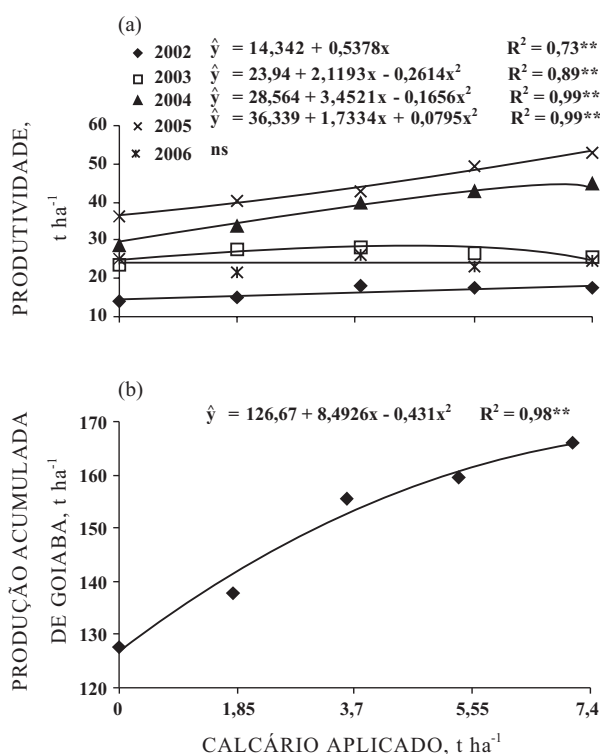 (a)
2002 ŷ = 14,342 + 0,5378x R² = 0,73**
2003 ŷ = 23,94 + 2,1193x - 0,2614x² R² = 0,89**
2004 ŷ = 28,564 + 3,4521x - 0,1656x² R² = 0,99**
2005 ŷ = 36,339 + 1,7334x + 0,0795x² R² = 0,99**
2006 ns
PRODUTIVIDADE,
t ha⁻¹
60
50
40
30
20
10
(b)
ŷ = 126,67 + 8,4926x - 0,431x² R² = 0,98**
PRODUÇÃO ACUMULADA
DE GOIABA, t ha⁻¹
170
160
150
140
130
120
0 1,85 3,7 5,55 7,4
CALCÁRIO APLICADO, t ha⁻¹